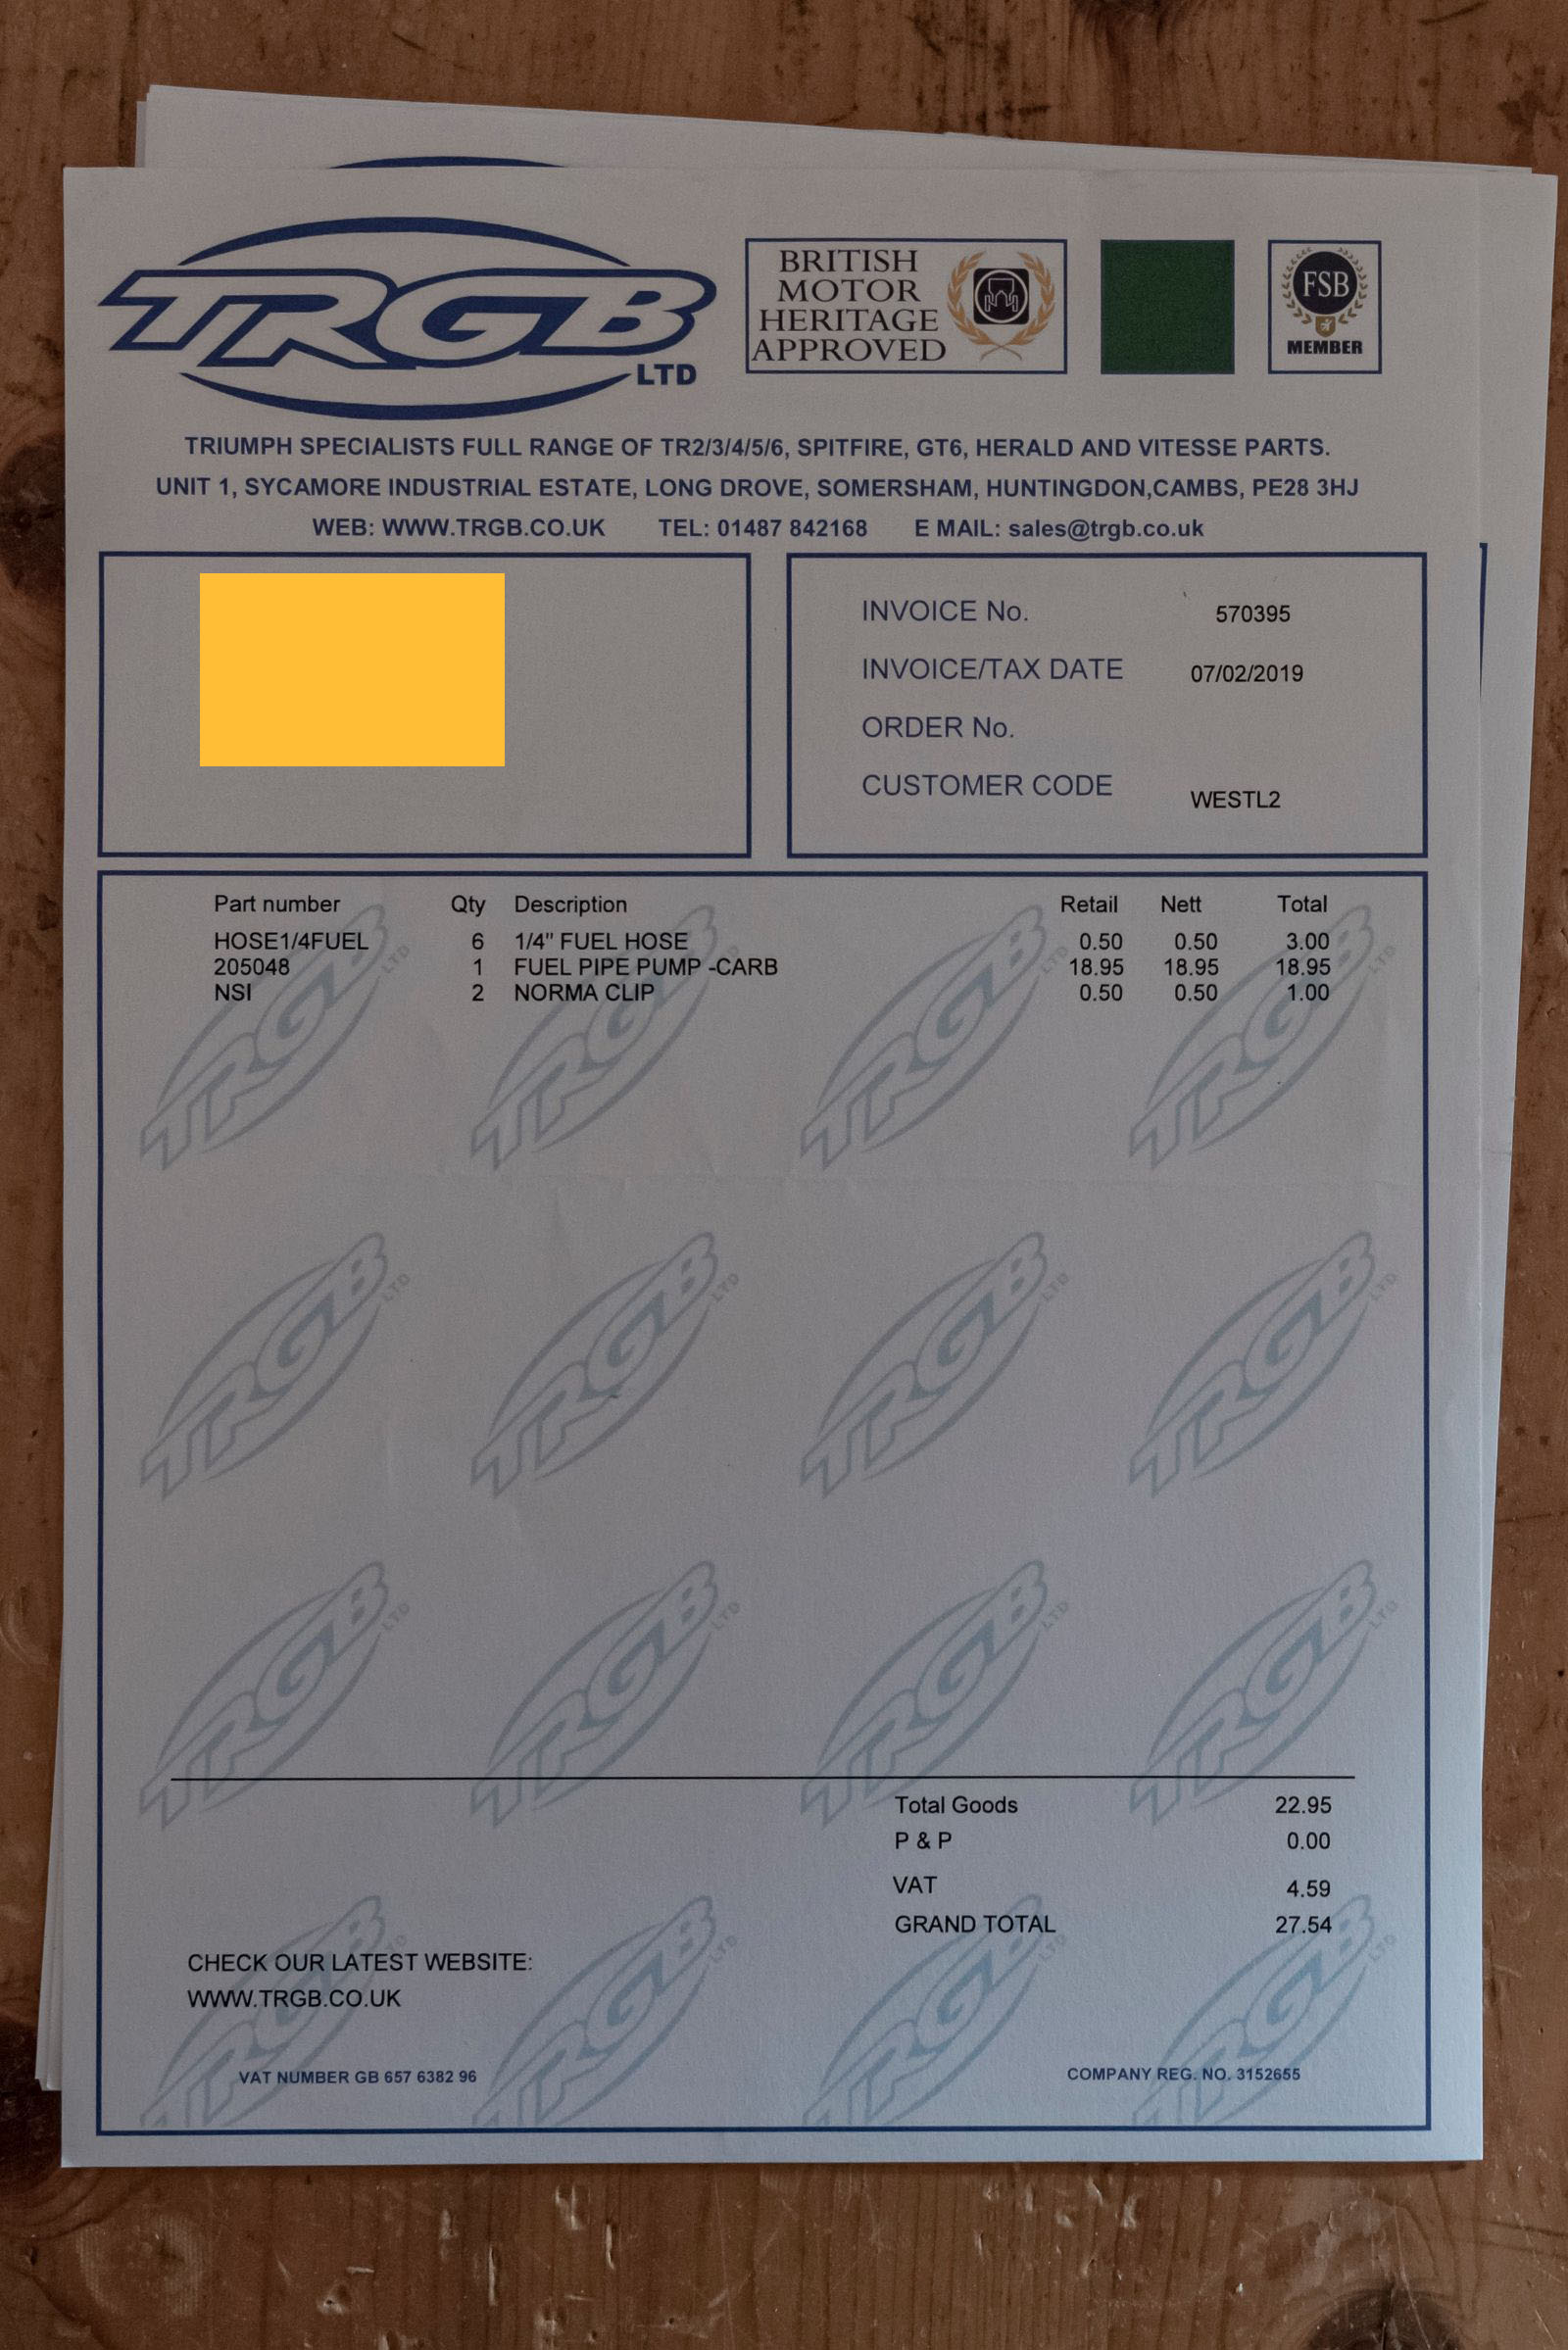 TRGB
LTD
BRITISH
MOTOR
HERITAGE
APPROVED
FSB
MEMBER
TRIUMPH SPECIALISTS FULL RANGE OF TR2/3/4/5/6, SPITFIRE, GT6, HERALD AND VITESSE PARTS.
UNIT 1, SYCAMORE INDUSTRIAL ESTATE, LONG DROVE, SOMERSHAM, HUNTINGDON,CAMBS, PE28 3HJ
WEB: WWW.TRGB.CO.UK TEL: 01487 842168 E MAIL: sales@trgb.co.uk
INVOICE No. 570395
INVOICE/TAX DATE 07/02/2019
ORDER No.
CUSTOMER CODE WESTL2
Part number Qty Description Retail Nett Total
HOSE1/4FUEL 6 1/4" FUEL HOSE 0.50 0.50 3.00
205048 1 FUEL PIPE PUMP -CARB 18.95 18.95 18.95
NSI 2 NORMA CLIP 0.50 0.50 1.00
Total Goods 22.95
P & P 0.00
VAT 4.59
GRAND TOTAL 27.54
CHECK OUR LATEST WEBSITE:
WWW.TRGB.CO.UK
VAT NUMBER GB 657 6382 96 COMPANY REG. NO. 3152655